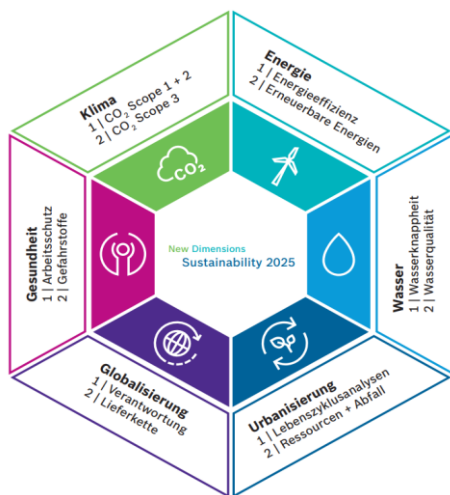 Klima
1 | CO₂ Scope 1 + 2
2 | CO₂ Scope 3
Energie
1 | Energieeffizienz
2 | Erneuerbare Energien
CO₂
Gesundheit
1 | Arbeitsschutz
2 | Gefahrstoffe
New Dimensions
Sustainability 2025
Wasser
1 | Wasserknappheit
2 | Wasserqualität
Globalisierung
1 | Verantwortung
2 | Lieferkette
Urbanisierung
1 | Lebenszyklusanalysen
2 | Ressourcen + Abfall